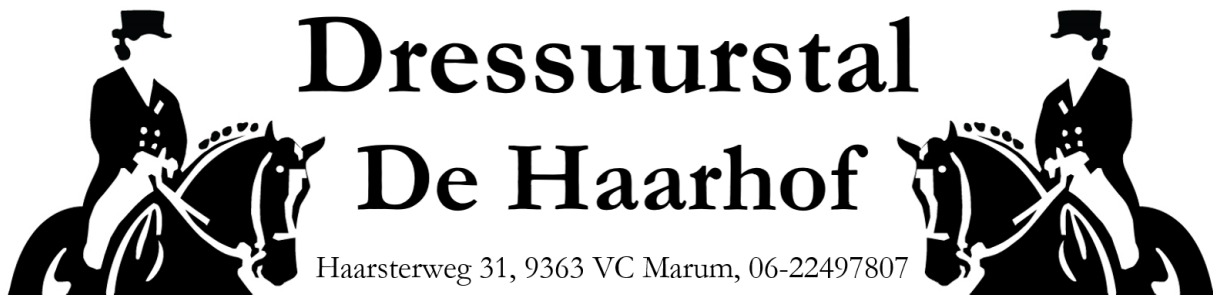 Dressuurstal
De Haarhof
Haarsterweg 31, 9363 VC Marum, 06-22497807